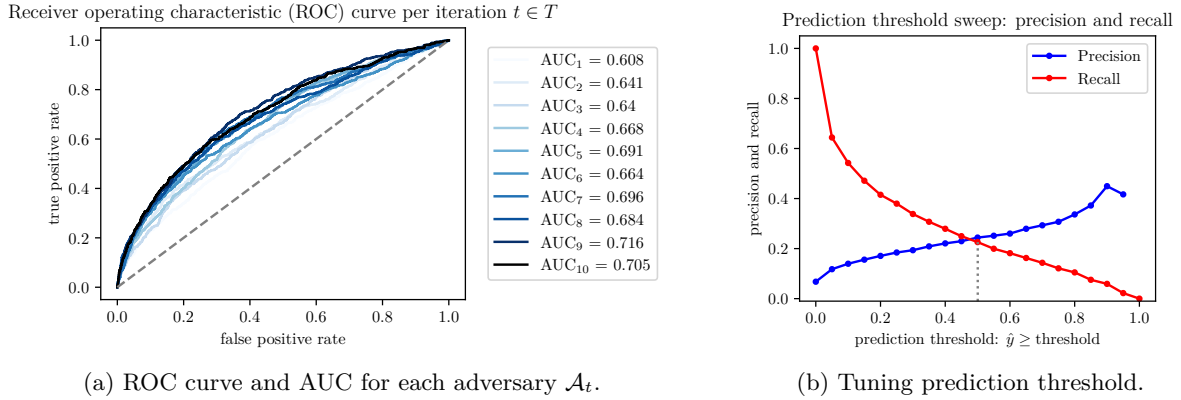 Receiver operating characteristic (ROC) curve per iteration t ∈ T
1.0
0.8
0.6
0.4
0.2
0.0
true positive rate
0.0 0.2 0.4 0.6 0.8 1.0
false positive rate
AUC₁ = 0.608
AUC₂ = 0.641
AUC₃ = 0.64
AUC₄ = 0.668
AUC₅ = 0.691
AUC₆ = 0.664
AUC₇ = 0.696
AUC₈ = 0.684
AUC₉ = 0.716
AUC₁₀ = 0.705
(a) ROC curve and AUC for each adversary 𝒜ₜ.
Prediction threshold sweep: precision and recall
1.0
0.8
0.6
0.4
0.2
0.0
precision and recall
Precision
Recall
0.0 0.2 0.4 0.6 0.8 1.0
prediction threshold: ŷ ≥ threshold
(b) Tuning prediction threshold.